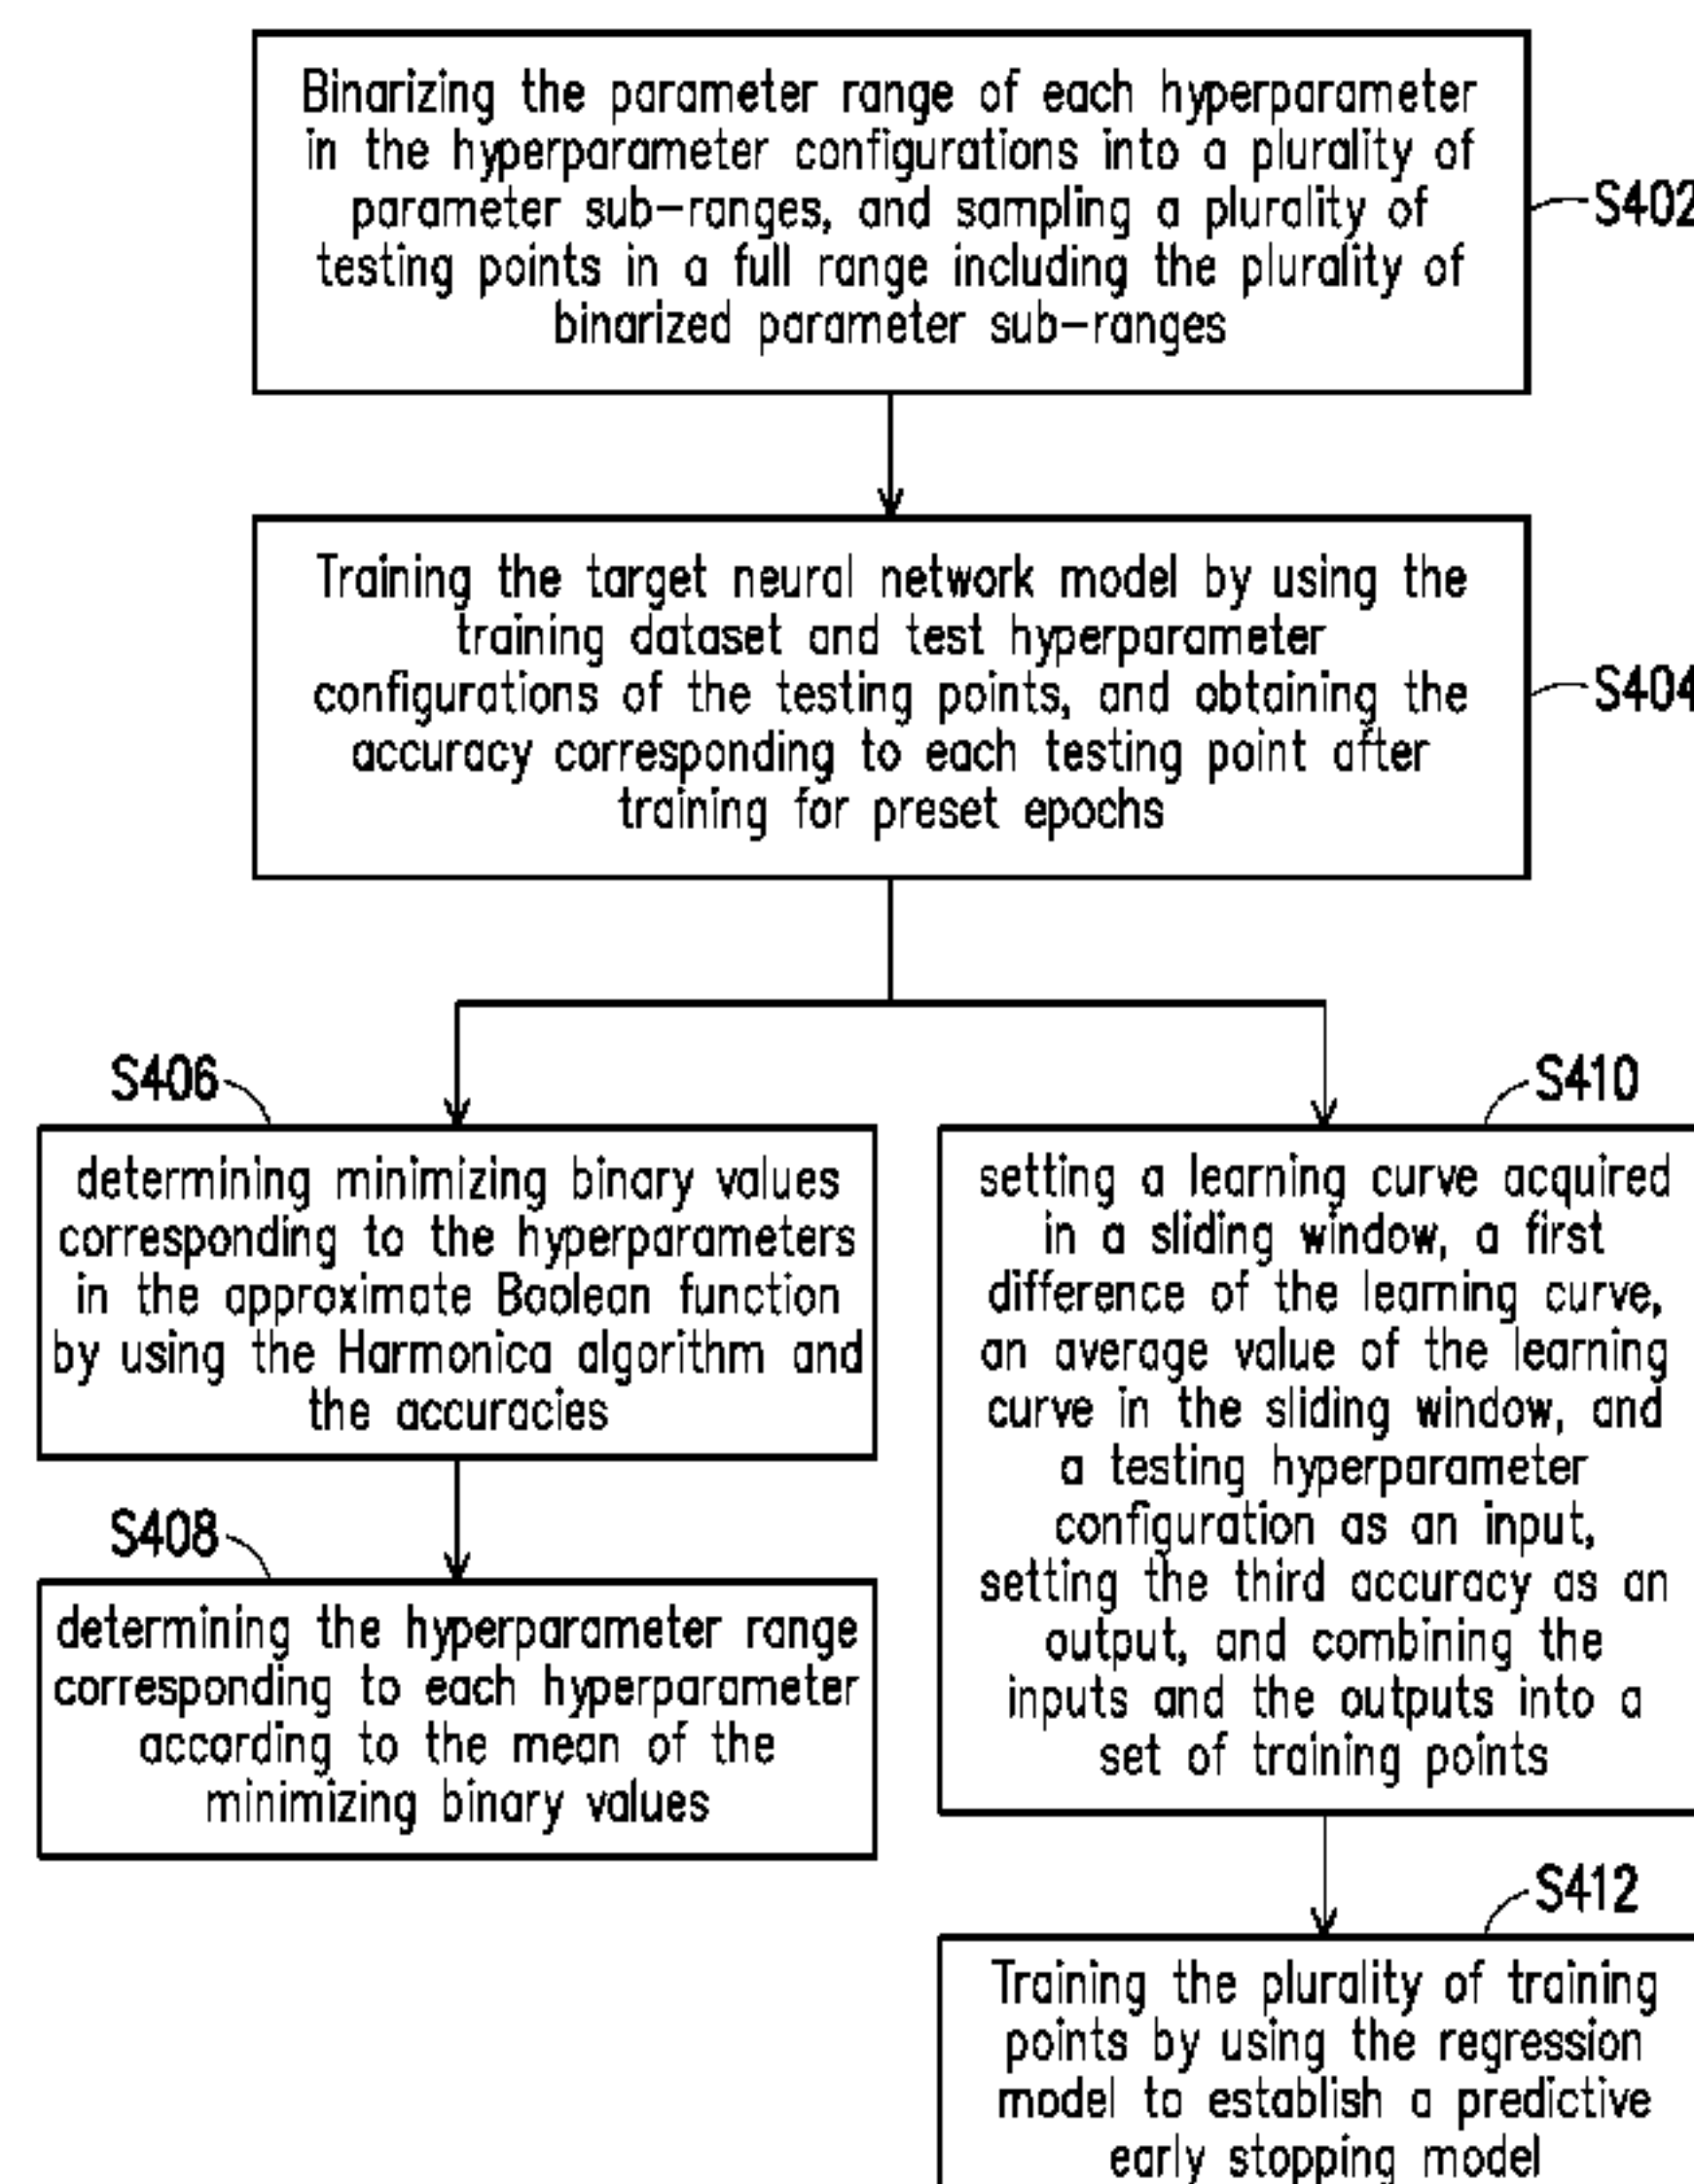 Binarizing the parameter range of each hyperparameter
in the hyperparameter configurations into a plurality of
parameter sub-ranges, and sampling a plurality of
testing points in a full range including the plurality of
binarized parameter sub-ranges
S402
Training the target neural network model by using the
training dataset and test hyperparameter
configurations of the testing points, and obtaining the
accuracy corresponding to each testing point after
training for preset epochs
S404
S406
determining minimizing binary values
corresponding to the hyperparameters
in the approximate Boolean function
by using the Harmonica algorithm and
the accuracies
S408
determining the hyperparameter range
corresponding to each hyperparameter
according to the mean of the
minimizing binary values
S410
setting a learning curve acquired
in a sliding window, a first
difference of the learning curve,
an average value of the learning
curve in the sliding window, and
a testing hyperparameter
configuration as an input,
setting the third accuracy as an
output, and combining the
inputs and the outputs into a
set of training points
S412
Training the plurality of training
points by using the regression
model to establish a predictive
early stopping model